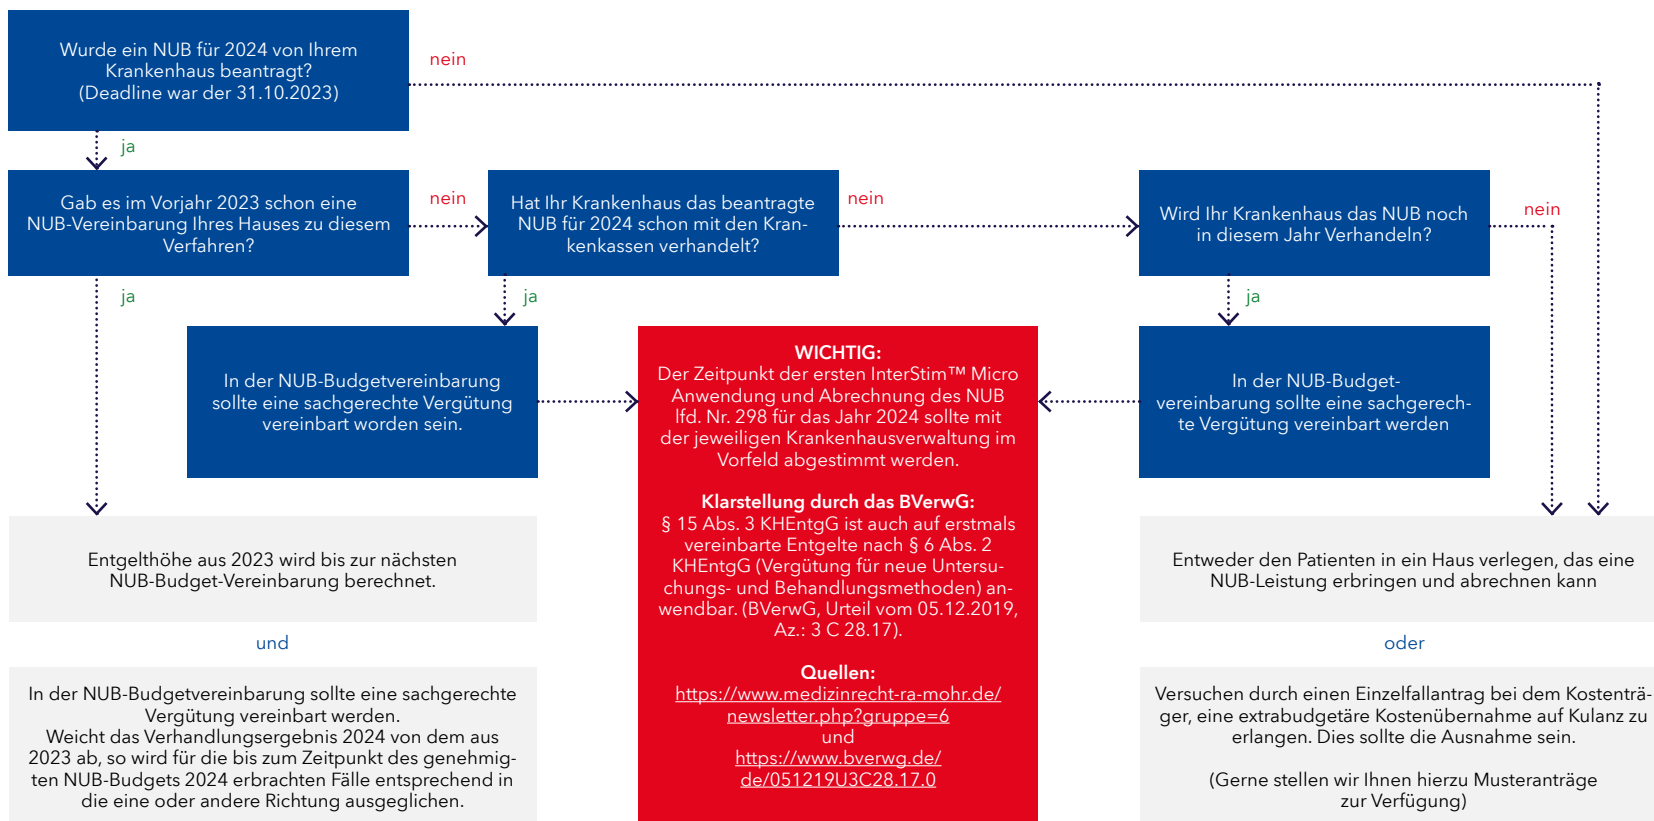 Wurde ein NUB für 2024 von Ihrem
Krankenhaus beantragt?
(Deadline war der 31.10.2023)
nein
ja
Gab es im Vorjahr 2023 schon eine
NUB-Vereinbarung Ihres Hauses zu diesem
Verfahren?
nein
Hat Ihr Krankenhaus das beantragte
NUB für 2024 schon mit den Kran-
kenkassen verhandelt?
nein
Wird Ihr Krankenhaus das NUB noch
in diesem Jahr Verhandeln?
nein
ja
ja
ja
In der NUB-Budgetvereinbarung
sollte eine sachgerechte Vergütung
vereinbart worden sein.
WICHTIG:
Der Zeitpunkt der ersten InterStim™ Micro
Anwendung und Abrechnung des NUB
lfd. Nr. 298 für das Jahr 2024 sollte mit
der jeweiligen Krankenhausverwaltung im
Vorfeld abgestimmt werden.
Klarstellung durch das BVerwG:
§ 15 Abs. 3 KHEntgG ist auch auf erstmals
vereinbarte Entgelte nach § 6 Abs. 2
KHEntgG (Vergütung für neue Untersu-
chungs- und Behandlungsmethoden) an-
wendbar. (BVerwG, Urteil vom 05.12.2019,
Az.: 3 C 28.17).
Quellen:
https://www.medizinrecht-ra-mohr.de/
newsletter.php?gruppe=6
und
https://www.bverwg.de/
de/051219U3C28.17.0
In der NUB-Budget-
vereinbarung sollte eine sachgerech-
te Vergütung vereinbart werden
Entgelthöhe aus 2023 wird bis zur nächsten
NUB-Budget-Vereinbarung berechnet.
und
In der NUB-Budgetvereinbarung sollte eine sachgerechte
Vergütung vereinbart werden.
Weicht das Verhandlungsergebnis 2024 von dem aus
2023 ab, so wird für die bis zum Zeitpunkt des genehmig-
ten NUB-Budgets 2024 erbrachten Fälle entsprechend in
die eine oder andere Richtung ausgeglichen.
Entweder den Patienten in ein Haus verlegen, das eine
NUB-Leistung erbringen und abrechnen kann
oder
Versuchen durch einen Einzelfallantrag bei dem Kostenträ-
ger, eine extrabudgetäre Kostenübernahme auf Kulanz zu
erlangen. Dies sollte die Ausnahme sein.
(Gerne stellen wir Ihnen hierzu Musteranträge
zur Verfügung)